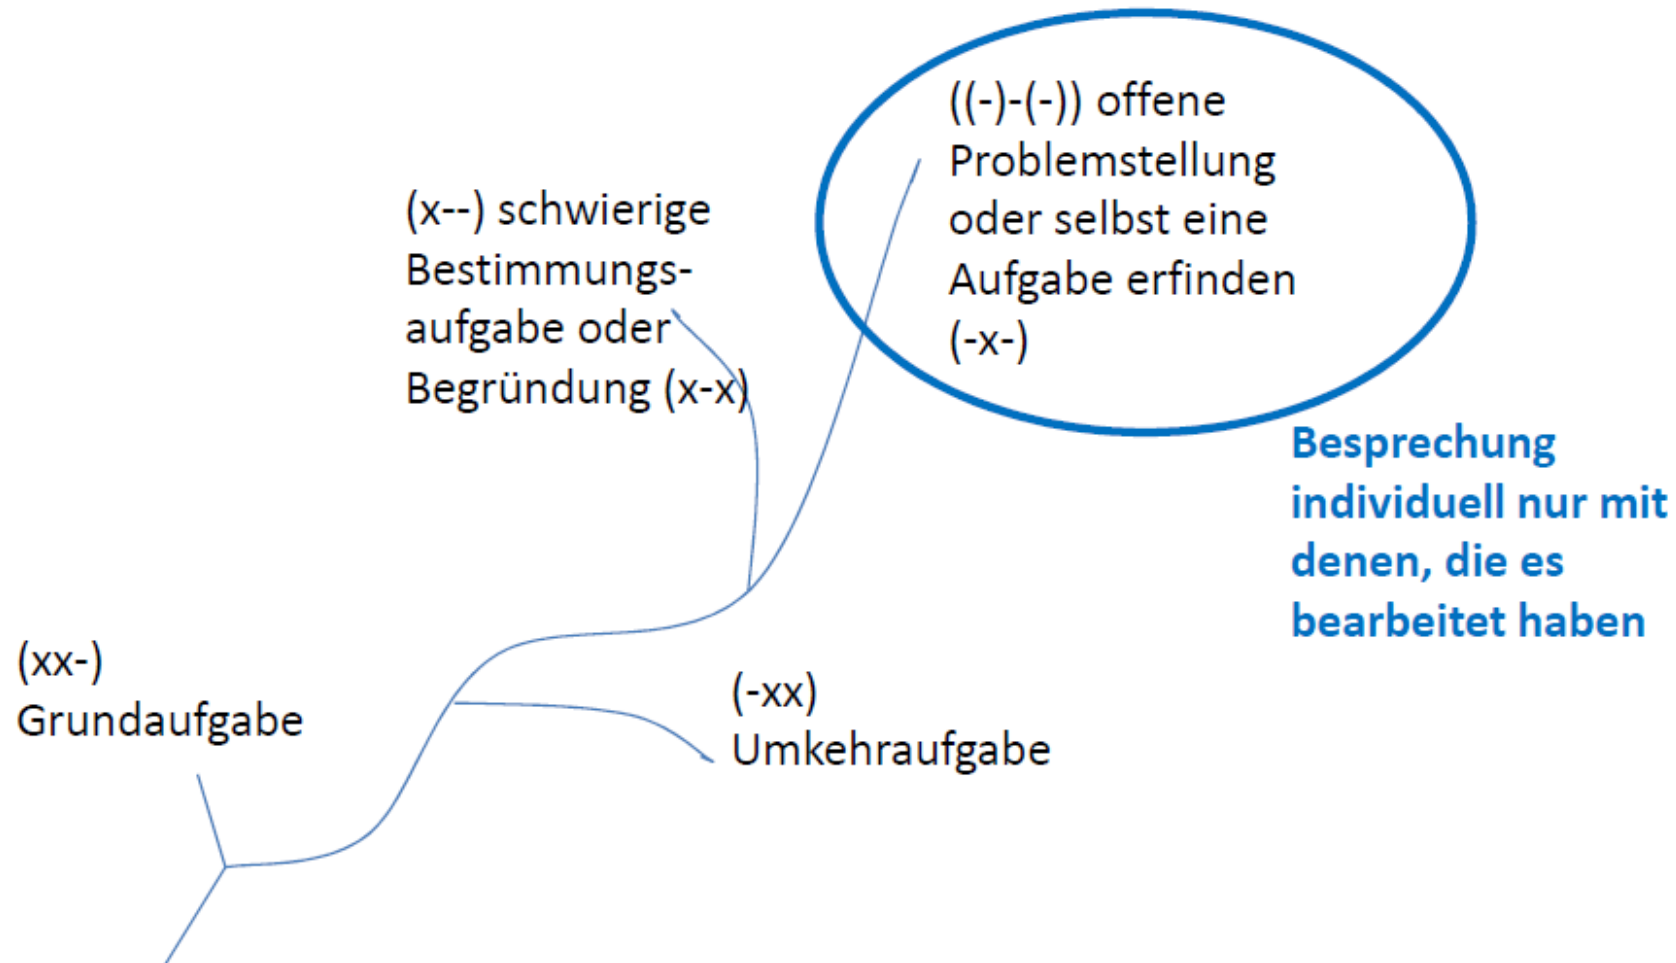 ((-)-(-)) offene
Problemstellung
oder selbst eine
Aufgabe erfinden
(-x-)
(x--) schwierige
Bestimmungs-
aufgabe oder
Begründung (x-x)
Besprechung
individuell nur mit
denen, die es
bearbeitet haben
(xx-)
Grundaufgabe
(-xx)
Umkehraufgabe